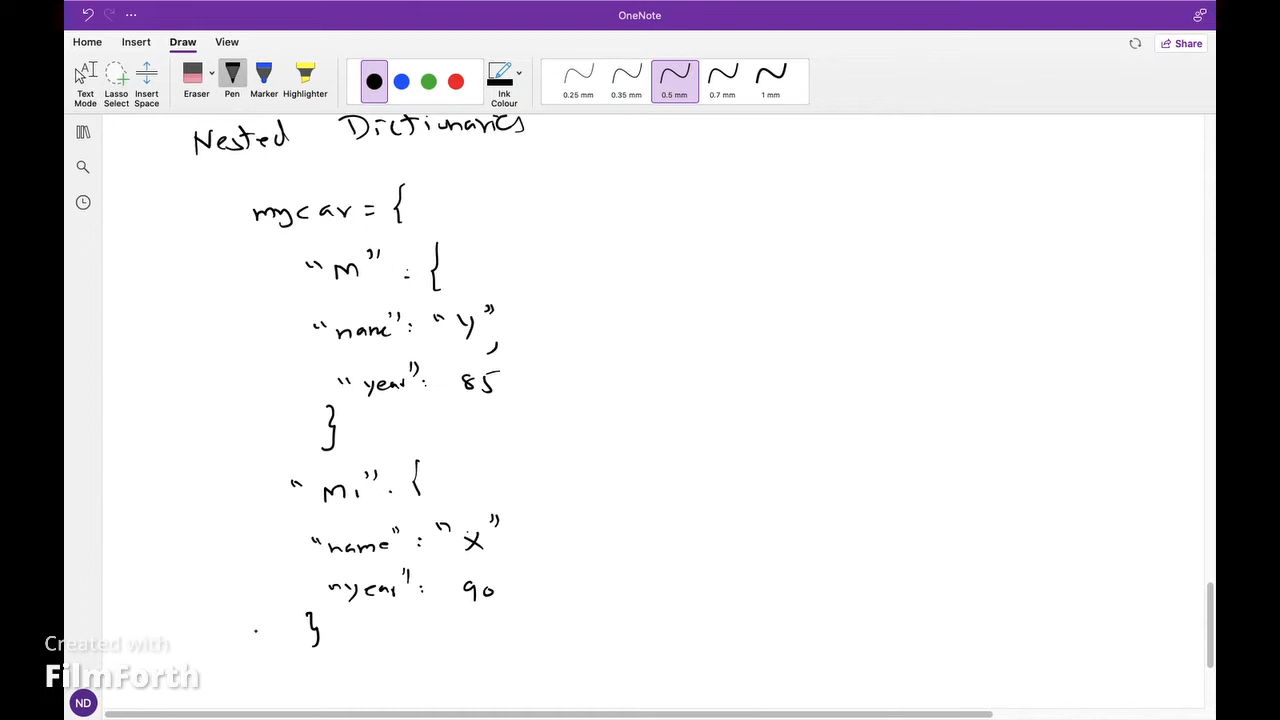 OneNote
Home Insert Draw View
Share
Text Mode
Lasso Select
Insert Space
Eraser
Pen
Marker
Highlighter
Ink Colour
0.25 mm 0.35 mm 0.5 mm 0.7 mm 1 mm
Nested Dictionaries
mycar = {
"m" : {
"name" : "y" ,
"year" : 85
}
"m1" . {
"name" : "x"
"year" : 90
}
Created with
FilmForth
ND